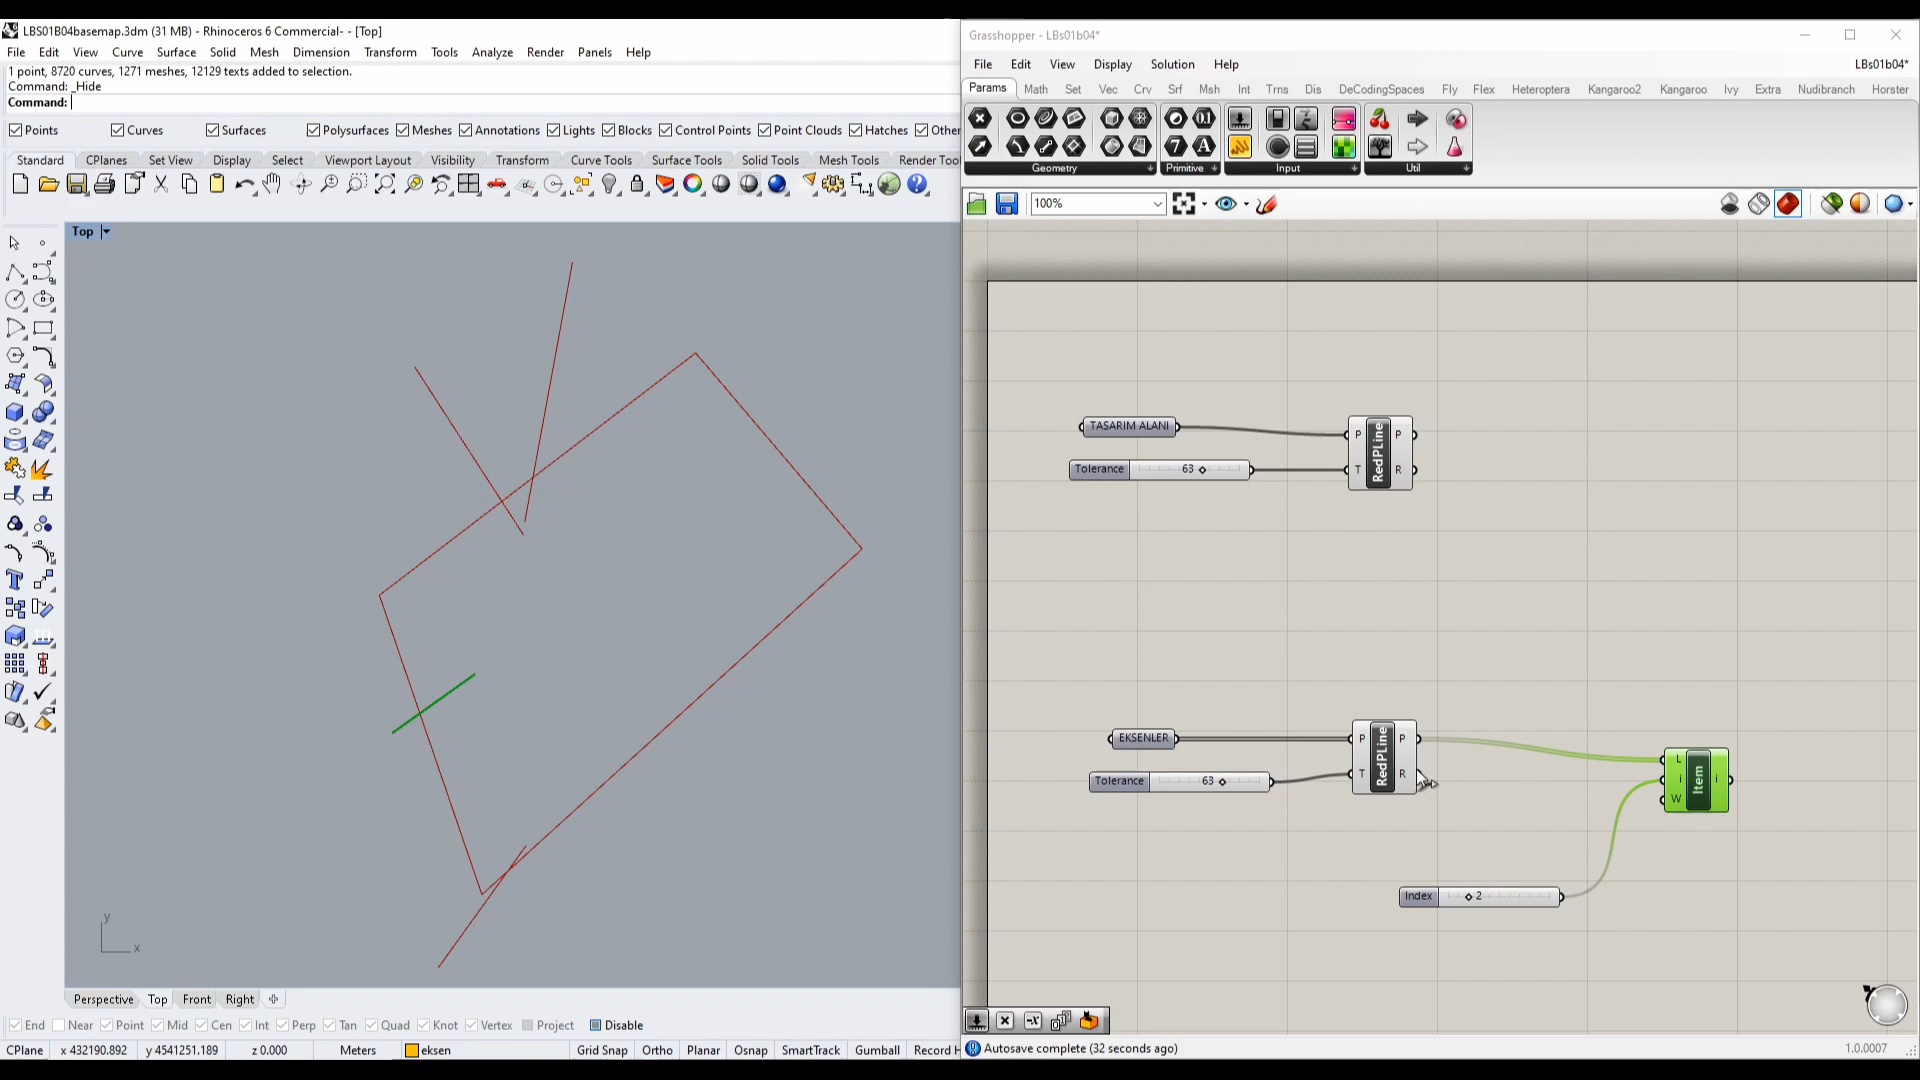 LBS01B04basemap.3dm (31 MB) - Rhinoceros 6 Commercial- - [Top]
File Edit View Curve Surface Solid Mesh Dimension Transform Tools Analyze Render Panels Help
1 point, 8720 curves, 1271 meshes, 12129 texts added to selection.
Command: _Hide
Command:
Points Curves Surfaces Polysurfaces Meshes Annotations Lights Blocks Control Points Point Clouds Hatches Other
Standard CPlanes Set View Display Select Viewport Layout Visibility Transform Curve Tools Surface Tools Solid Tools Mesh Tools Render Too
Top
y
x
Perspective Top Front Right
End Near Point Mid Cen Int Perp Tan Quad Knot Vertex Project Disable
CPlane x 432190.892 y 4541251.189 z 0.000 Meters eksen Grid Snap Ortho Planar Osnap SmartTrack Gumball Record H
Grasshopper - LBs01b04*
File Edit View Display Solution Help LBs01b04*
Params Math Set Vec Crv Srf Msh Int Trns Dis DeCodingSpaces Fly Flex Heteroptera Kangaroo2 Kangaroo Ivy Extra Nudibranch Horster
Geometry Primitive Input Util
100%
TASARIM ALANI
Tolerance 63
P T RedPLine P R
EKSENLER
Tolerance 63
P T RedPLine P R
L i W Item i
Index 2
Autosave complete (32 seconds ago) 1.0.0007